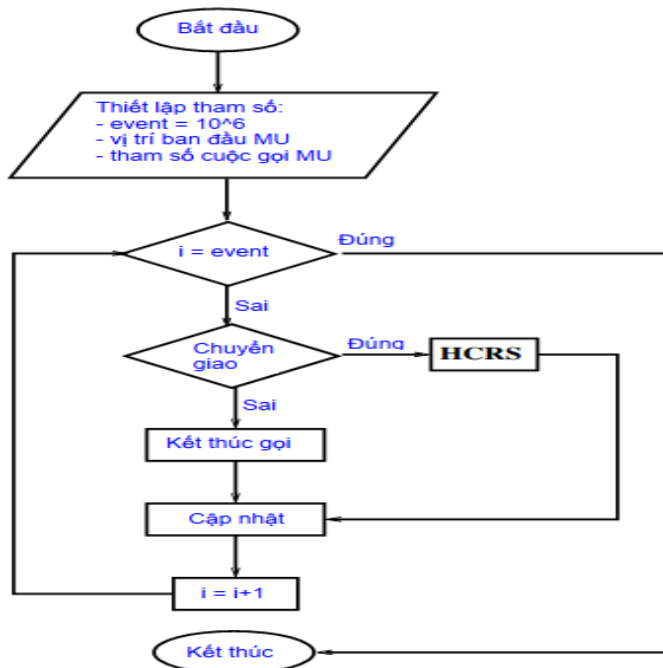 Bắt đầu
Thiết lập tham số:
- event = 10^6
- vị trí ban đầu MU
- tham số cuộc gọi MU
i = event
Đúng
Sai
Chuyển
giao
Đúng
HCRS
Sai
Kết thúc gọi
Cập nhật
i = i+1
Kết thúc